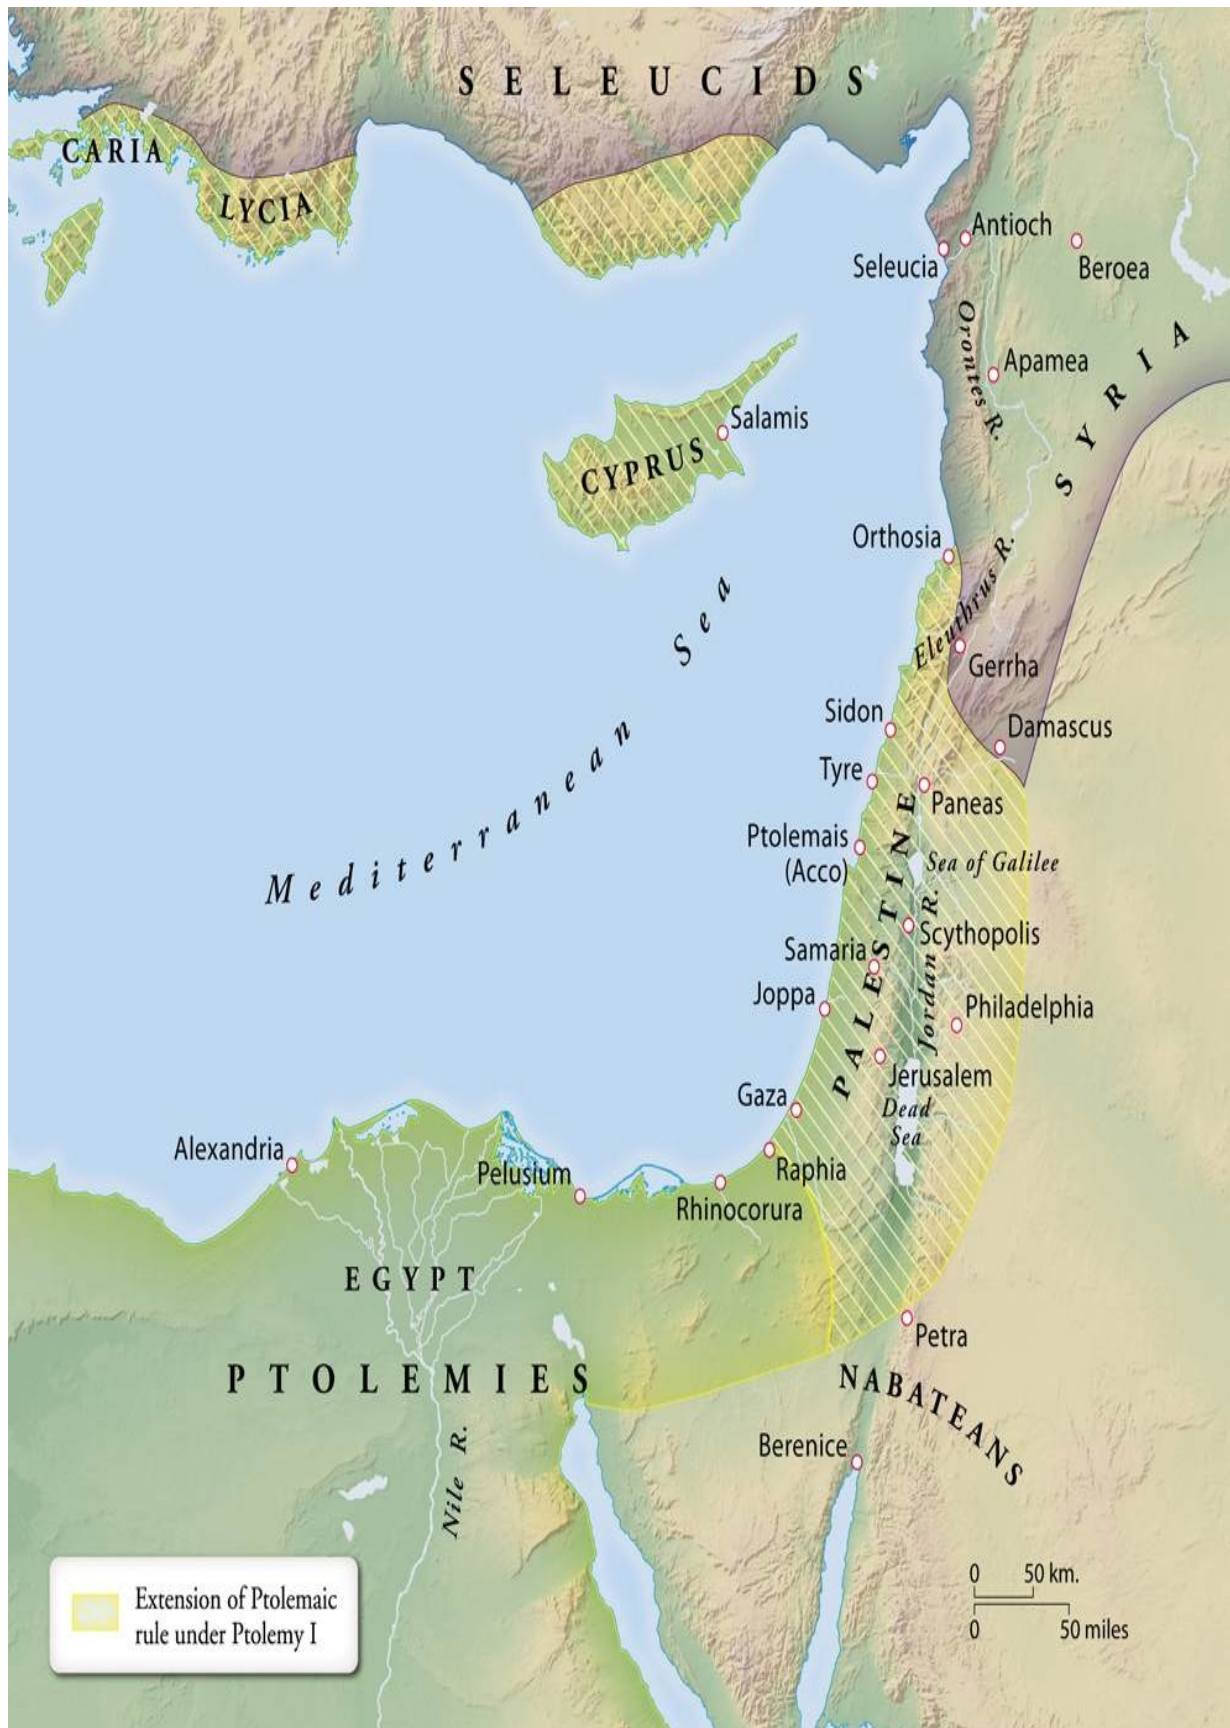 SELEUCIDS
CARIA
LYCIA
Antioch
Seleucia
Beroea
Orontes R.
SYRIA
Apamea
Salamis
CYPRUS
Orthosia
Eleuthrus R.
Mediterranean Sea
Gerrha
Sidon
Damascus
Tyre
Paneas
PALESTINE
Ptolemais
(Acco)
Sea of Galilee
Jordan R.
Scythopolis
Samaria
Joppa
Philadelphia
Jerusalem
Gaza
Dead
Sea
Alexandria
Raphia
Pelusium
Rhinocorura
EGYPT
Petra
PTOLEMIES
NABATEANS
Berenice
Nile R.
0 50 km.
0 50 miles
Extension of Ptolemaic
rule under Ptolemy I